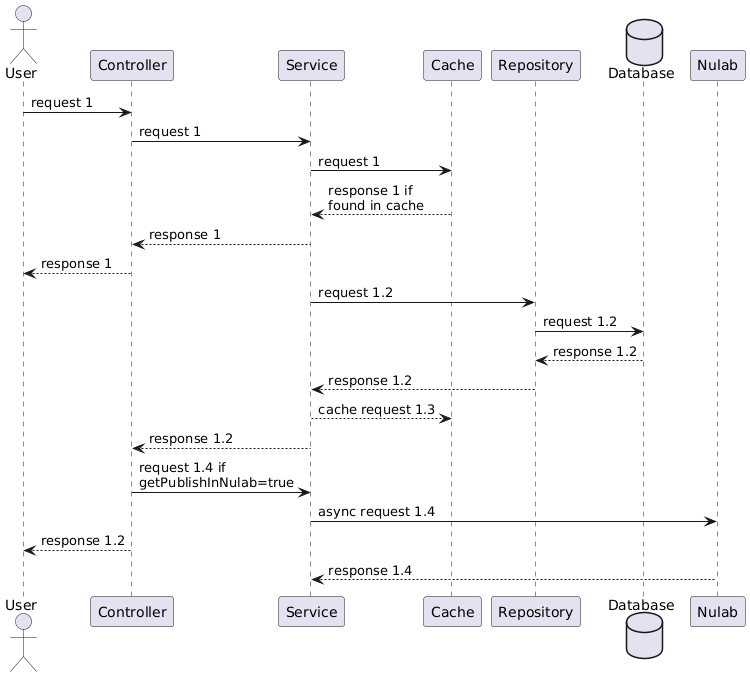 User
Controller
Service
Cache
Repository
Database
Nulab
request 1
request 1
request 1
response 1 if
found in cache
response 1
response 1
request 1.2
request 1.2
response 1.2
response 1.2
cache request 1.3
response 1.2
request 1.4 if
getPublishInNulab=true
async request 1.4
response 1.2
response 1.4
User
Controller
Service
Cache
Repository
Database
Nulab